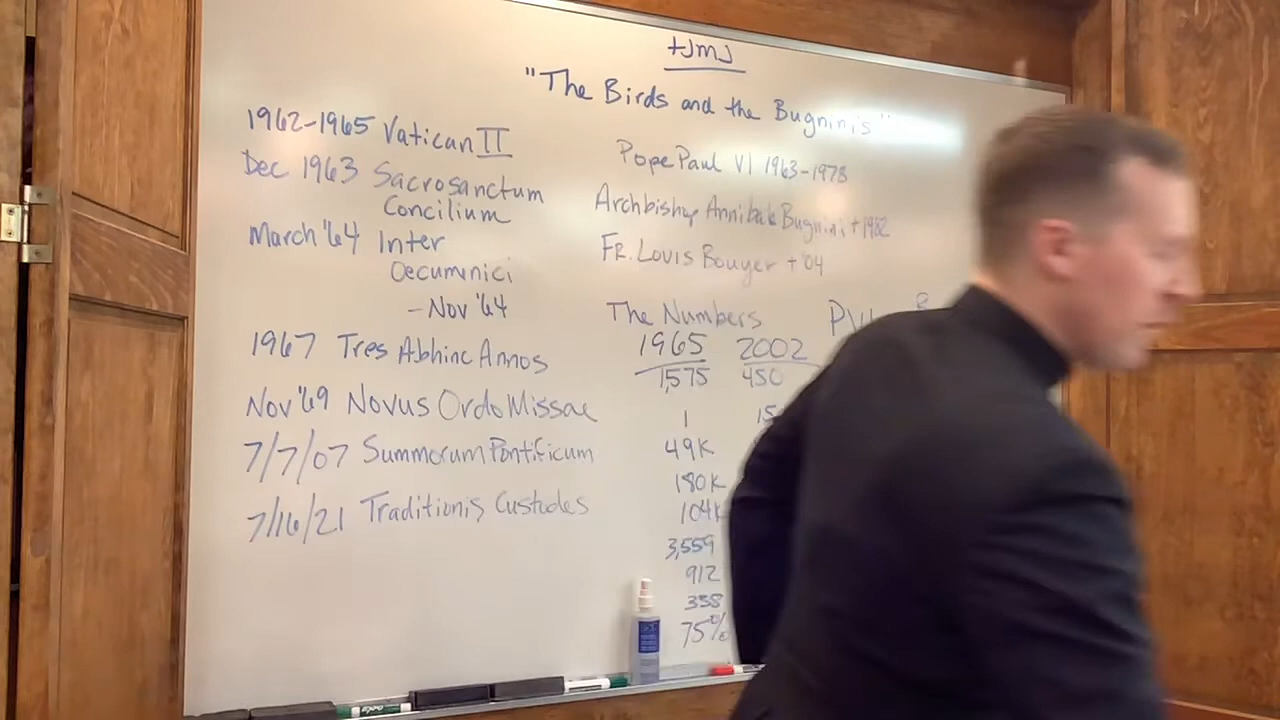 +JMJ
"The Birds and the Bugninis"
1962-1965 Vatican II
Dec 1963 Sacrosanctum
Concilium
March '64 Inter
Oecumenici
- Nov '64
1967 Tres Abhinc Annos
Nov '69 Novus Ordo Missae
7/7/07 Summorum Pontificum
7/16/21 Traditionis Custodes
Pope Paul VI 1963-1978
Archbishop Annibale Bugnini +1982
Fr. Louis Bouyer + '04
The Numbers
1965 2002
1,575 450
1 15
49K
180K
104K
3,559
912
338
75%